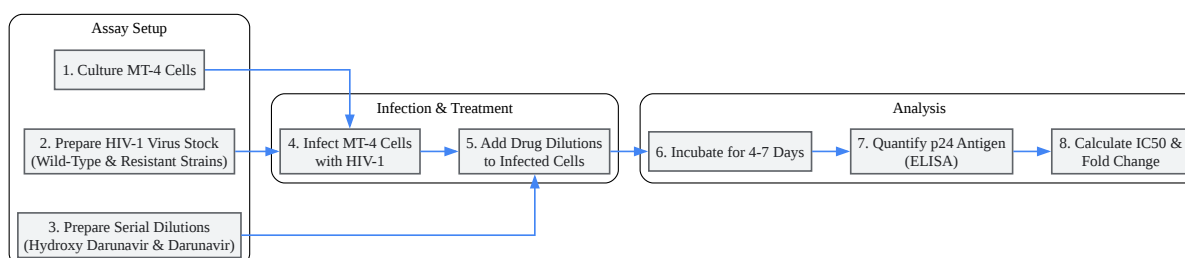 Assay Setup
1. Culture MT-4 Cells
2. Prepare HIV-1 Virus Stock
(Wild-Type & Resistant Strains)
3. Prepare Serial Dilutions
(Hydroxy Darunavir & Darunavir)
Infection & Treatment
4. Infect MT-4 Cells
with HIV-1
5. Add Drug Dilutions
to Infected Cells
Analysis
6. Incubate for 4-7 Days
7. Quantify p24 Antigen
(ELISA)
8. Calculate IC50 &
Fold Change